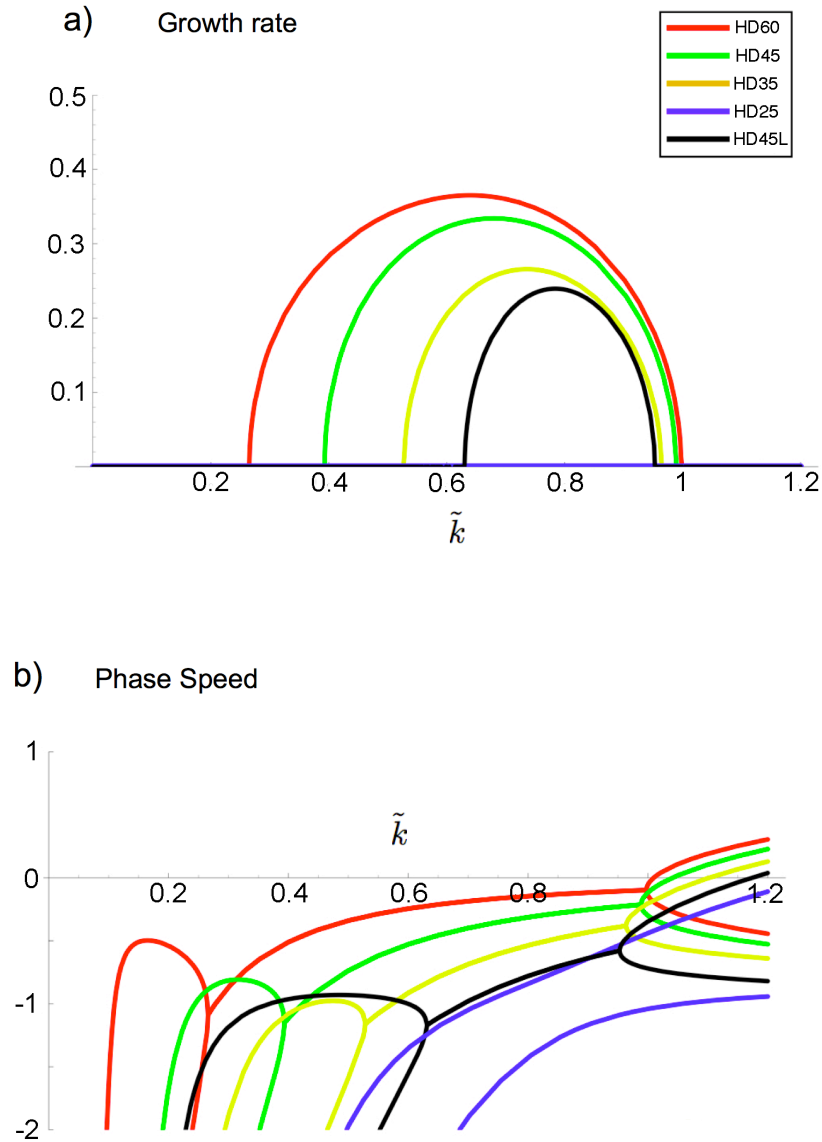 a) Growth rate
HD60
HD45
HD35
HD25
HD45L
0.5
0.4
0.3
0.2
0.1
0.2 0.4 0.6 0.8 1 1.2
k̃
b) Phase Speed
1
k̃
0
0.2 0.4 0.6 0.8 1.2
-1
-2